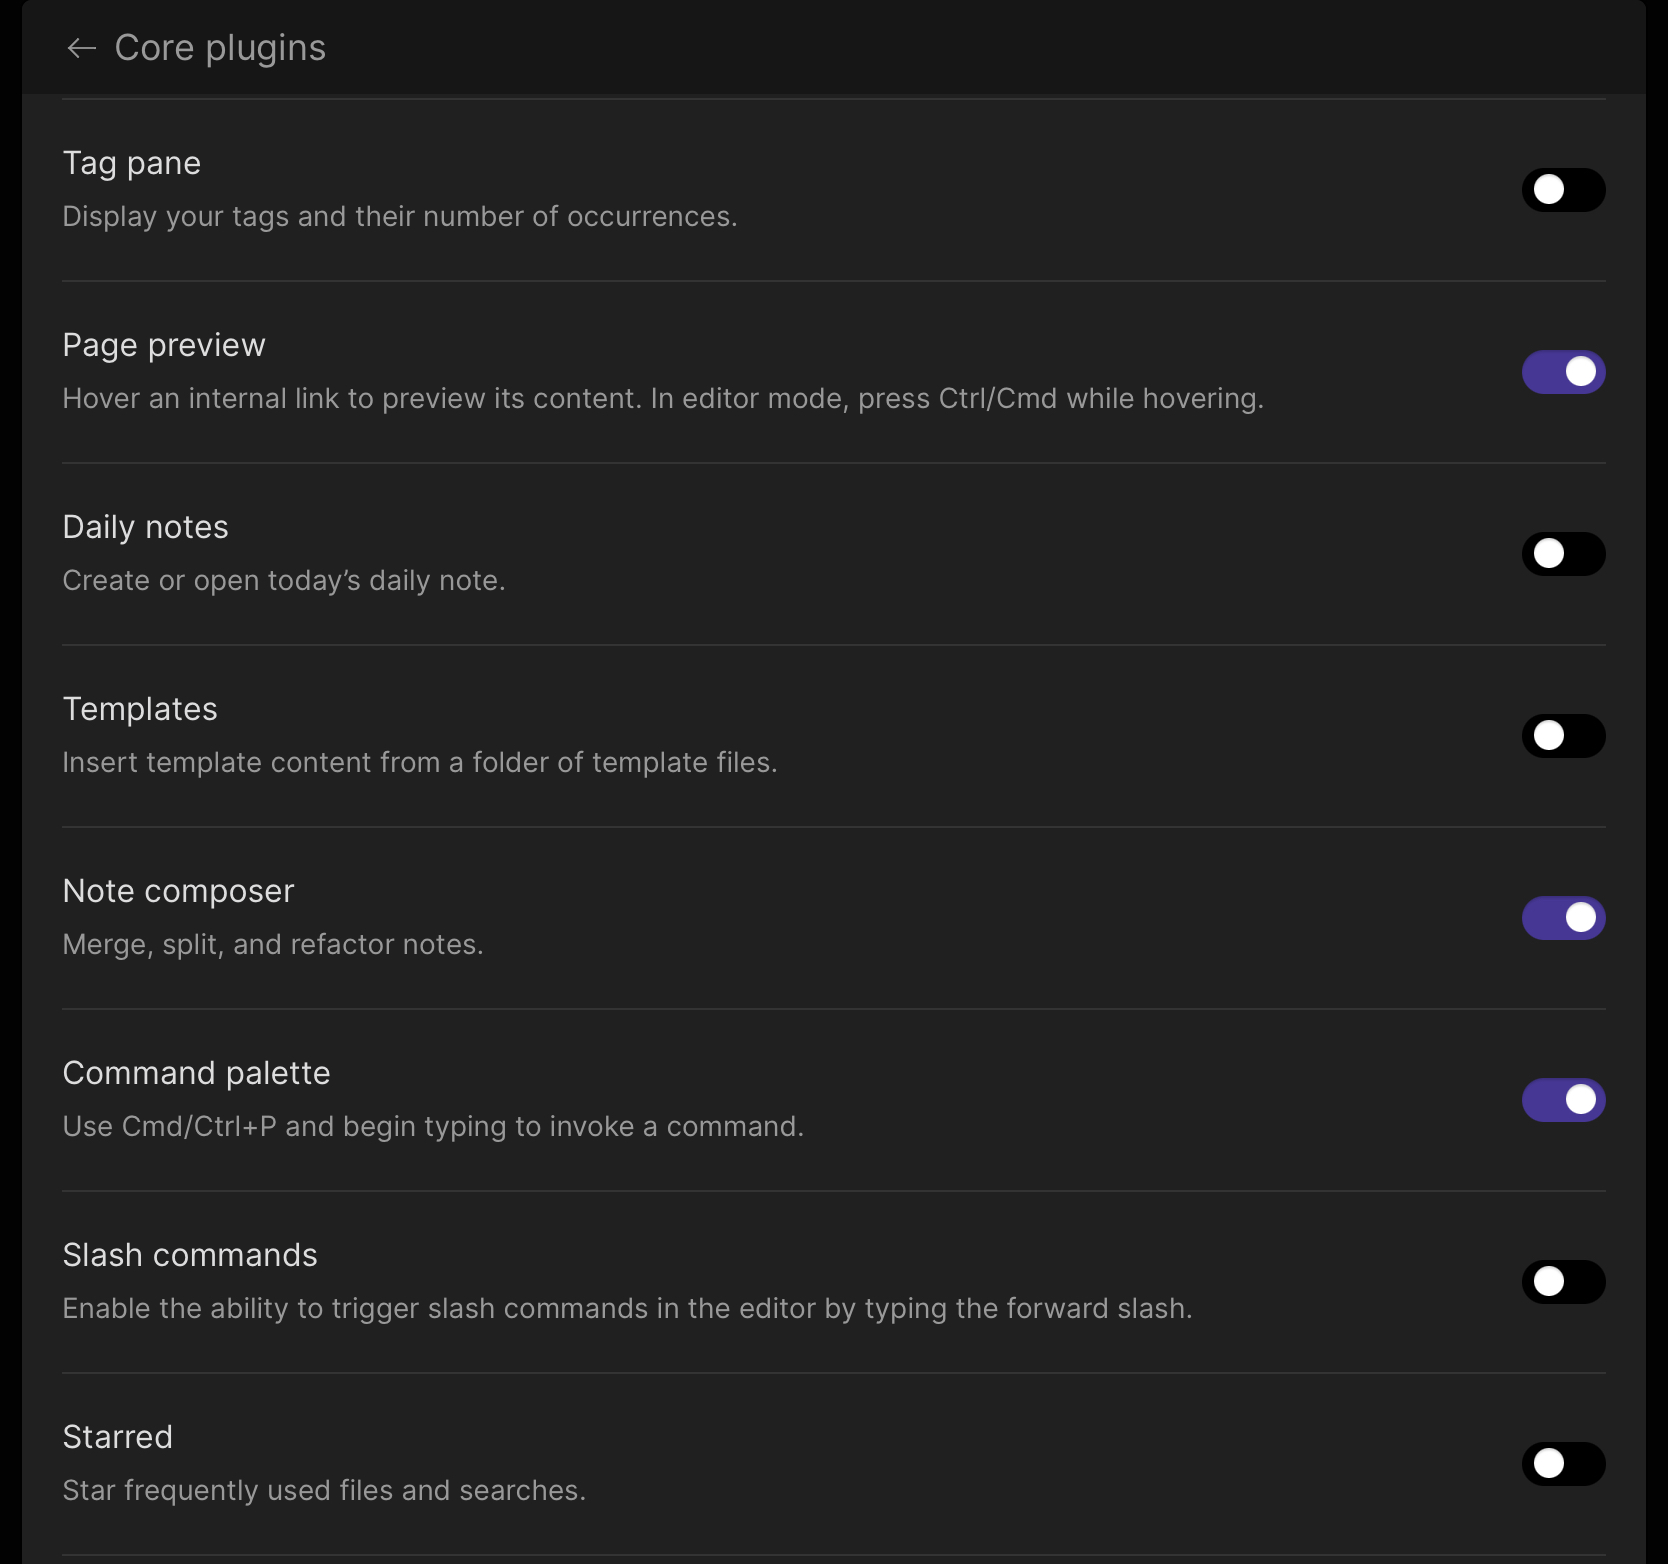 Core plugins
Tag pane
Display your tags and their number of occurrences.
Page preview
Hover an internal link to preview its content. In editor mode, press Ctrl/Cmd while hovering.
Daily notes
Create or open today’s daily note.
Templates
Insert template content from a folder of template files.
Note composer
Merge, split, and refactor notes.
Command palette
Use Cmd/Ctrl+P and begin typing to invoke a command.
Slash commands
Enable the ability to trigger slash commands in the editor by typing the forward slash.
Starred
Star frequently used files and searches.